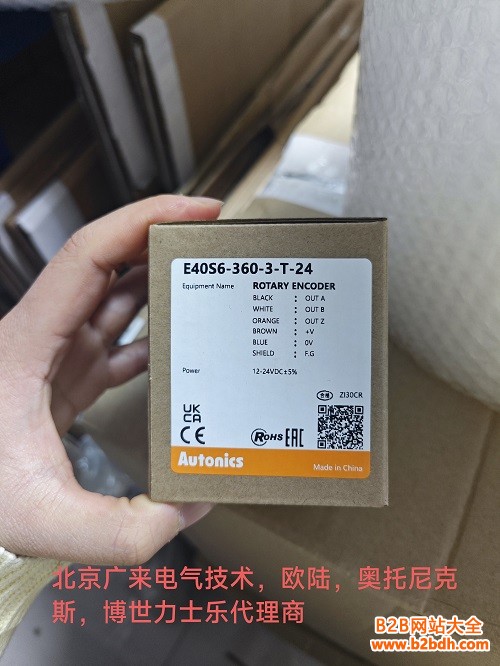 E40S6-360-3-T-24
Equipment Name ROTARY ENCODER
BLACK : OUT A
WHITE : OUT B
ORANGE : OUT Z
BROWN : +V
BLUE : 0V
SHIELD : F.G
Power 12-24VDC±5%
合格 ZI30CR
UK
CA
CE RoHS EAC
Autonics Made in China
北京广来电气技术，欧陆，奥托尼克
斯，博世力士乐代理商
B2B网站大全
www.b2bdh.com